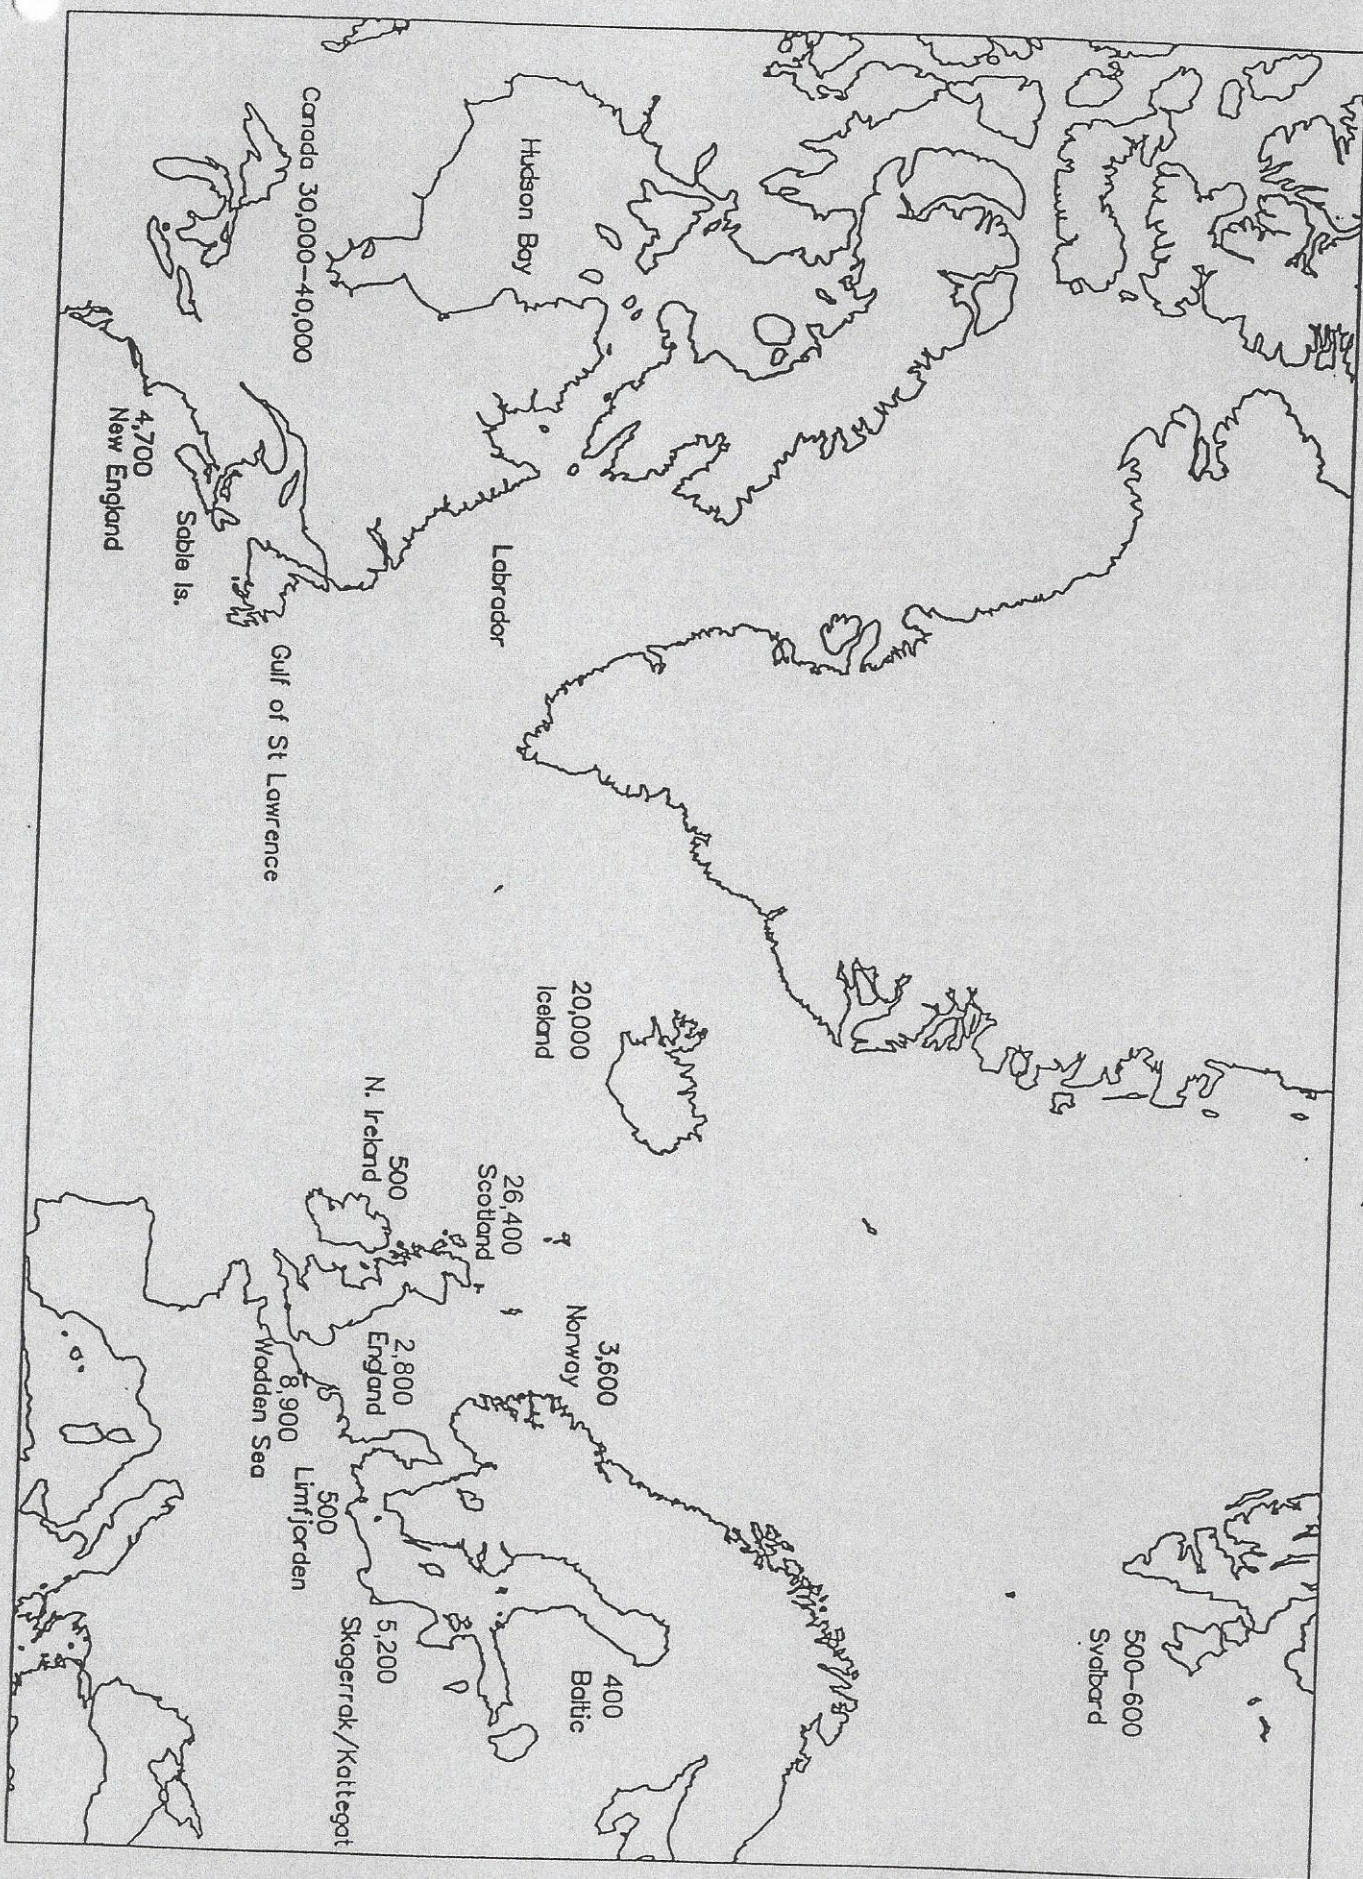 500–600
Svalbard
400
Baltic
3,600
Norway
20,000
Iceland
Hudson Bay
26,400
Scotland
Labrador
2,800
England
500
N. Ireland
5,200
Skagerrak/Kattegat
500
Limfjorden
Canada 30,000–40,000
8,900
Wadden Sea
Gulf of St Lawrence
Sable Is.
4,700
New England